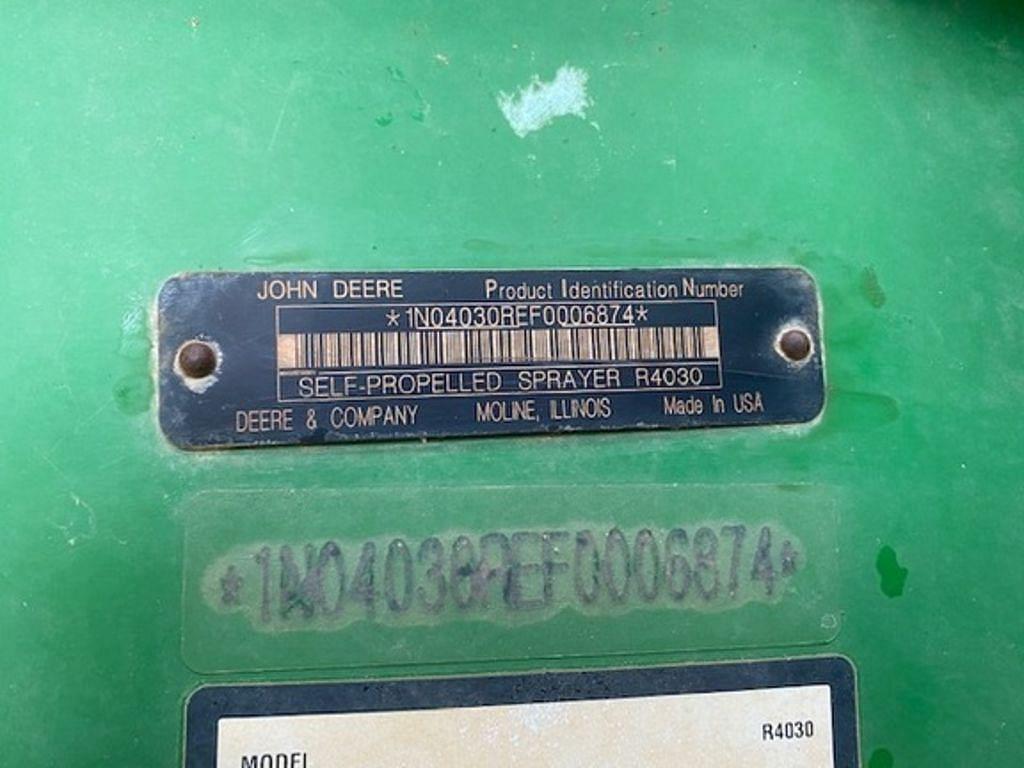 JOHN DEERE Product Identification Number
*1N04030REF0006874*
SELF-PROPELLED SPRAYER R4030
DEERE & COMPANY MOLINE, ILLINOIS Made In USA
*1N04030REF0006874*
R4030
MODEL